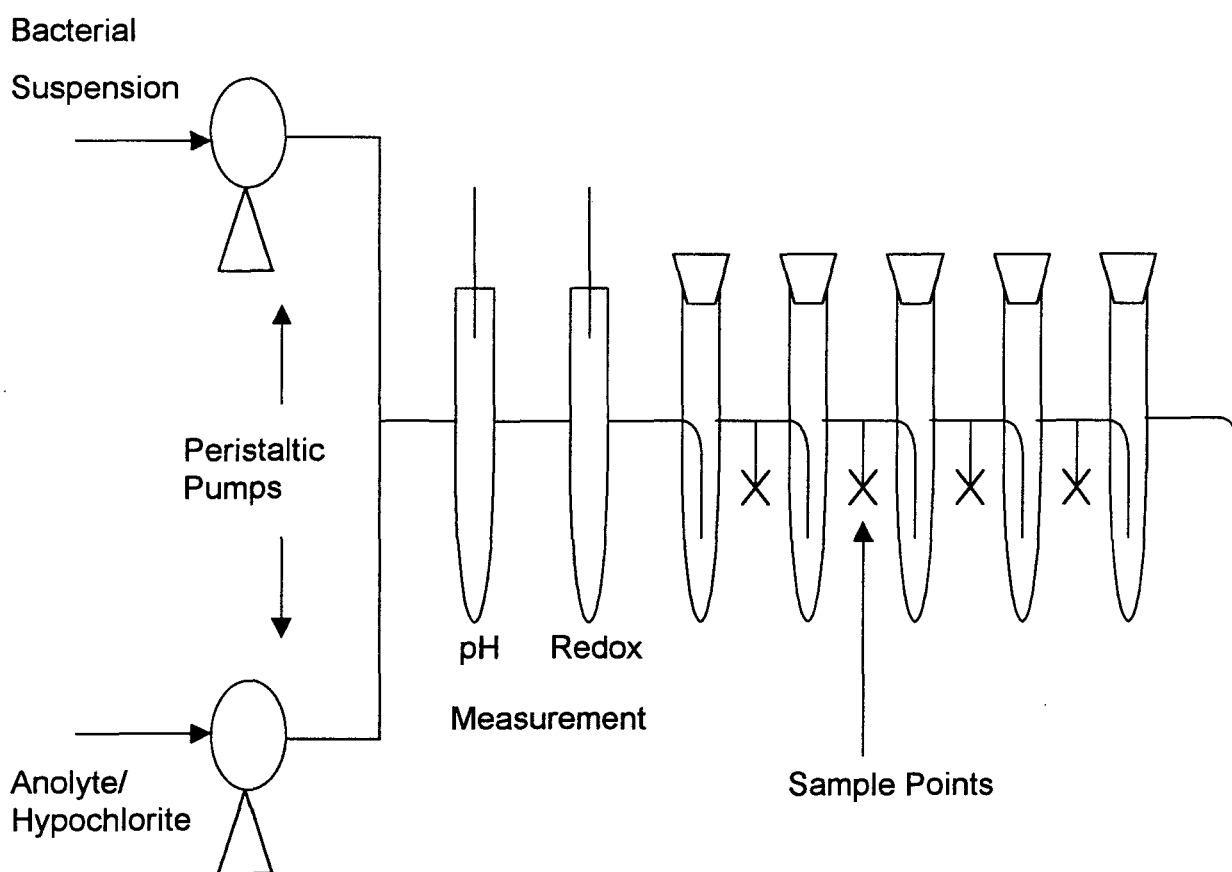 Bacterial
Suspension
Peristaltic
Pumps
pH Redox
Measurement
Sample Points
Anolyte/
Hypochlorite